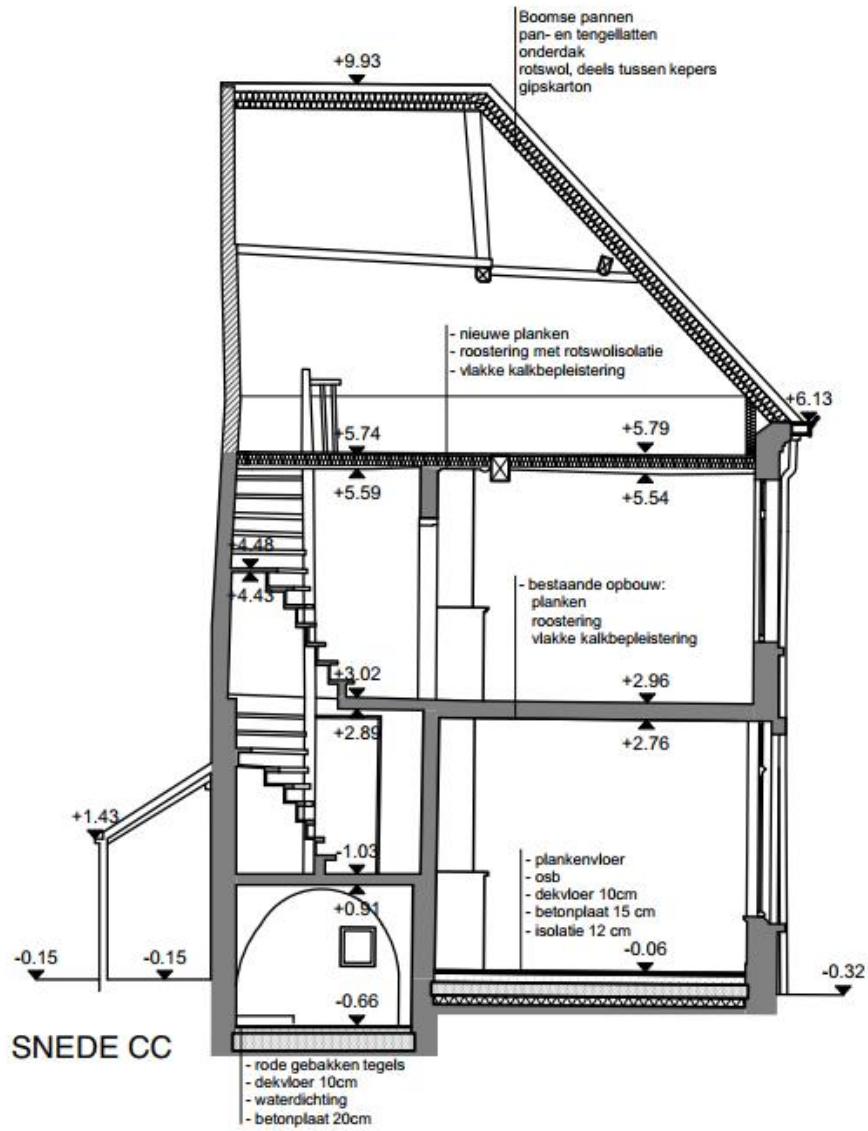 Boomse pannen
pan- en tengellatten
onderdak
rotswol, deels tussen kepers
gipskarton
+9.93
- nieuwe planken
- roostering met rotswolisolatie
- vlakke kalkbepleistering
+6.13
+5.74
+5.79
+5.59
+5.54
+4.48
+4.43
- bestaande opbouw:
planken
roostering
vlakke kalkbepleistering
+3.02
+2.96
+2.89
+2.76
+1.43
-1.03
- plankenvloer
- osb
- dekvloer 10cm
- betonplaat 15 cm
- isolatie 12 cm
+0.91
-0.15
-0.15
-0.06
-0.32
-0.66
SNEDE CC
- rode gebakken tegels
- dekvloer 10cm
- waterdichting
- betonplaat 20cm